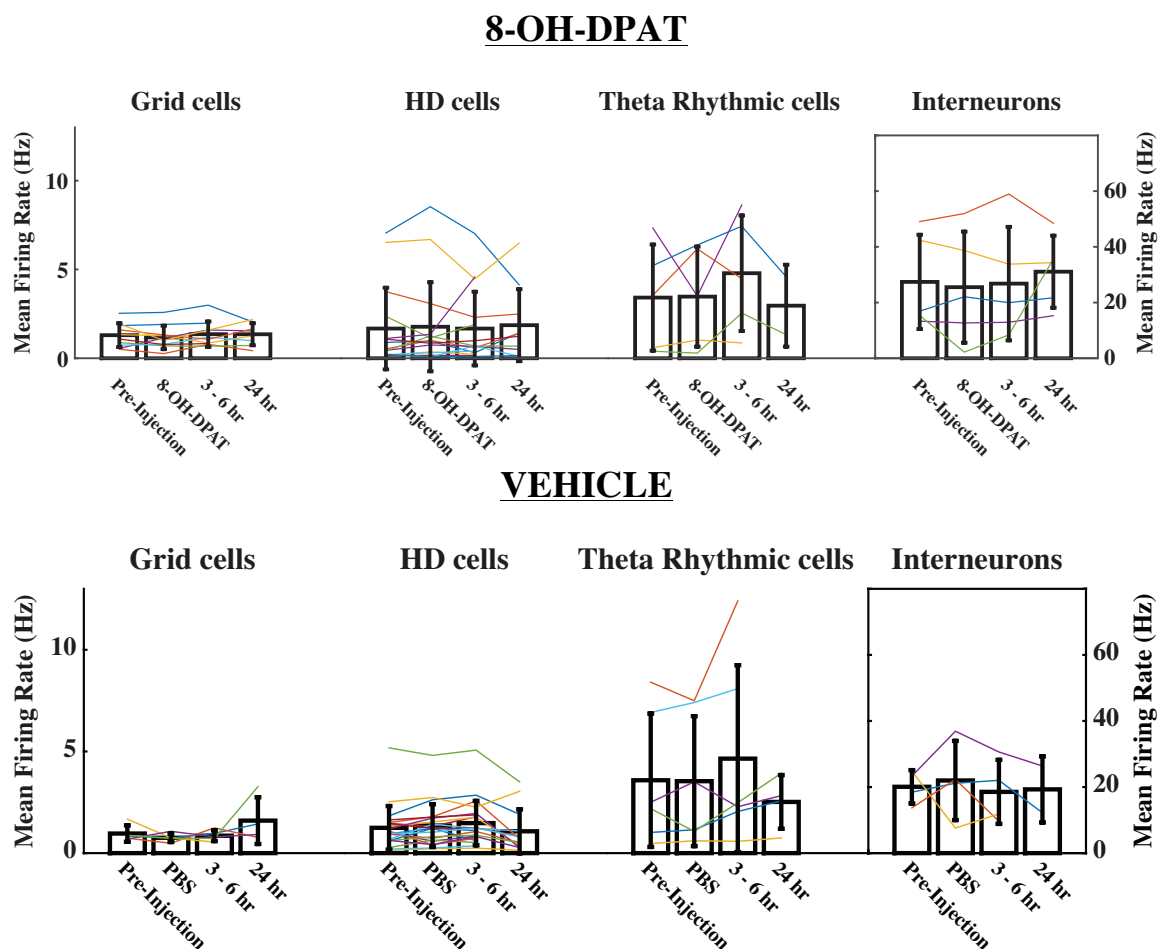 8-OH-DPAT
Grid cells
HD cells
Theta Rhythmic cells
Interneurons
Mean Firing Rate (Hz)
10
5
0
Mean Firing Rate (Hz)
60
40
20
0
Pre-Injection
8-OH-DPAT
3 - 6 hr
24 hr
Pre-Injection
8-OH-DPAT
3 - 6 hr
24 hr
Pre-Injection
8-OH-DPAT
3 - 6 hr
24 hr
Pre-Injection
8-OH-DPAT
3 - 6 hr
24 hr
VEHICLE
Grid cells
HD cells
Theta Rhythmic cells
Interneurons
Mean Firing Rate (Hz)
10
5
0
Mean Firing Rate (Hz)
60
40
20
0
Pre-Injection
PBS
3 - 6 hr
24 hr
Pre-Injection
PBS
3 - 6 hr
24 hr
Pre-Injection
PBS
3 - 6 hr
24 hr
Pre-Injection
PBS
3 - 6 hr
24 hr